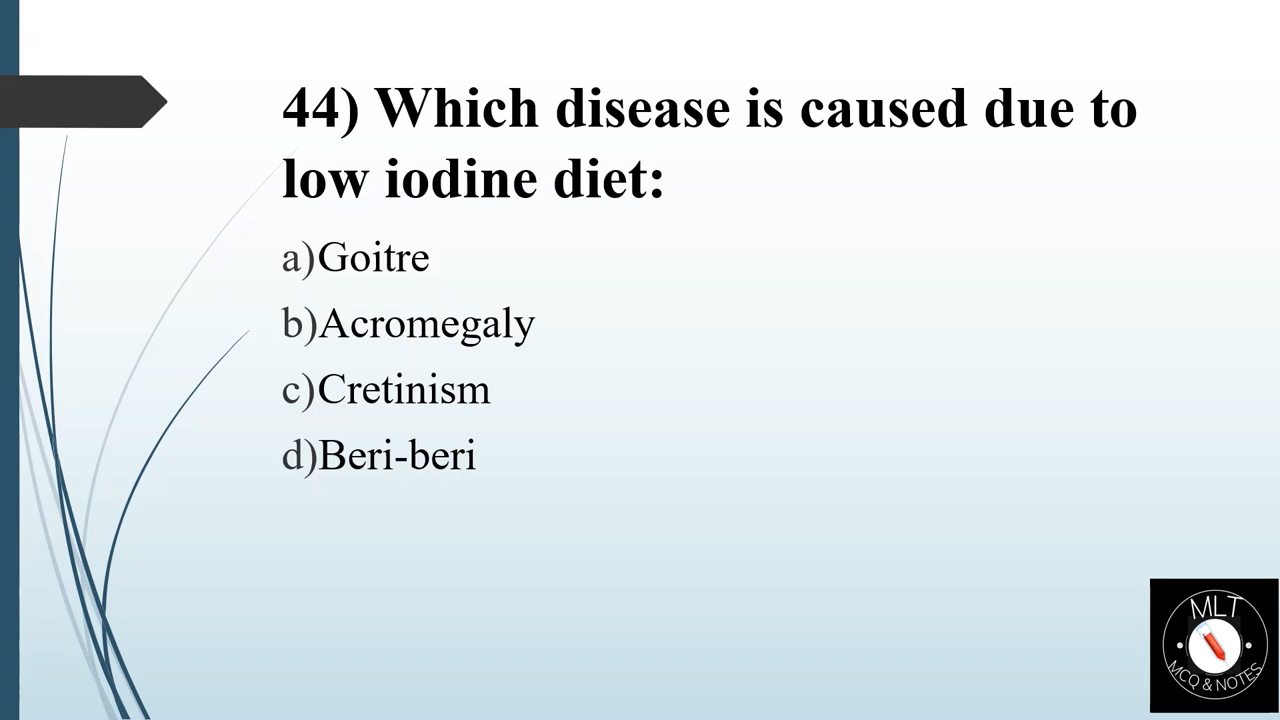 44) Which disease is caused due to
low iodine diet:
a)Goitre
b)Acromegaly
c)Cretinism
d)Beri-beri
MLT
MCQ & NOTES